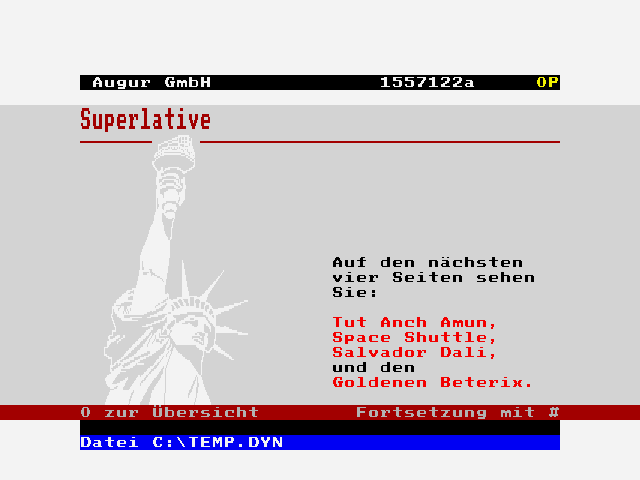 Augur GmbH 1557122a 0P
Superlative
Auf den nächsten
vier Seiten sehen
Sie:
Tut Anch Amun,
Space Shuttle,
Salvador Dali,
und den
Goldenen Beterix.
0 zur Übersicht Fortsetzung mit #
Datei C:\TEMP.DYN